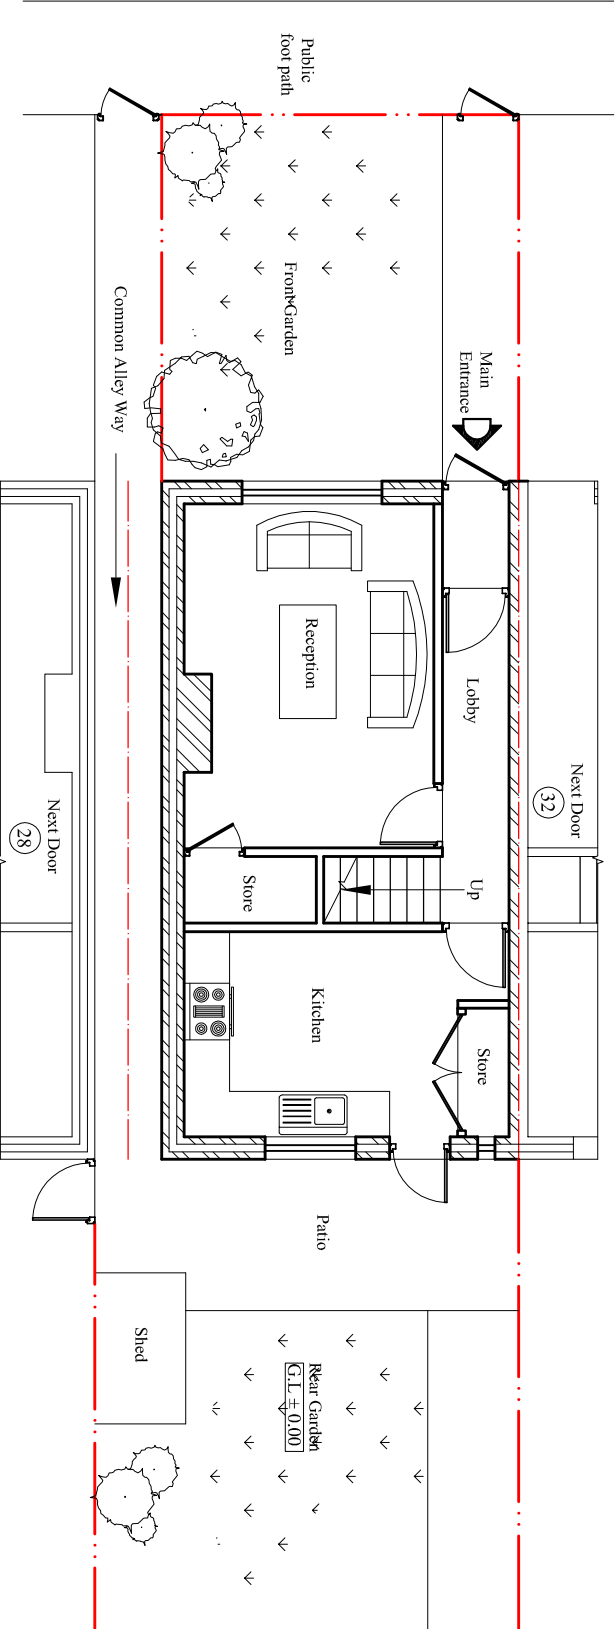 Public
foot path
Front Garden
Main
Entrance
Common Alley Way
Reception
Lobby
Next Door
32
Next Door
28
Up
Store
Kitchen
Store
Patio
Shed
Rear Garden
G.L ± 0.00